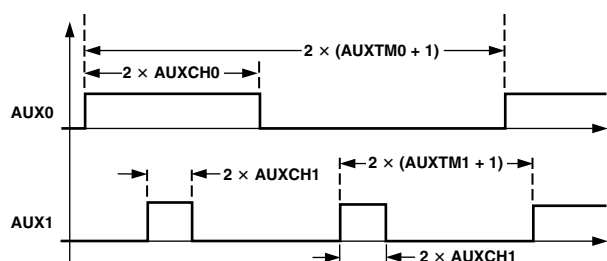 2 × (AUXTM0 + 1)
2 × AUXCH0
AUX0
2 × (AUXTM1 + 1)
2 × AUXCH1
AUX1
2 × AUXCH1